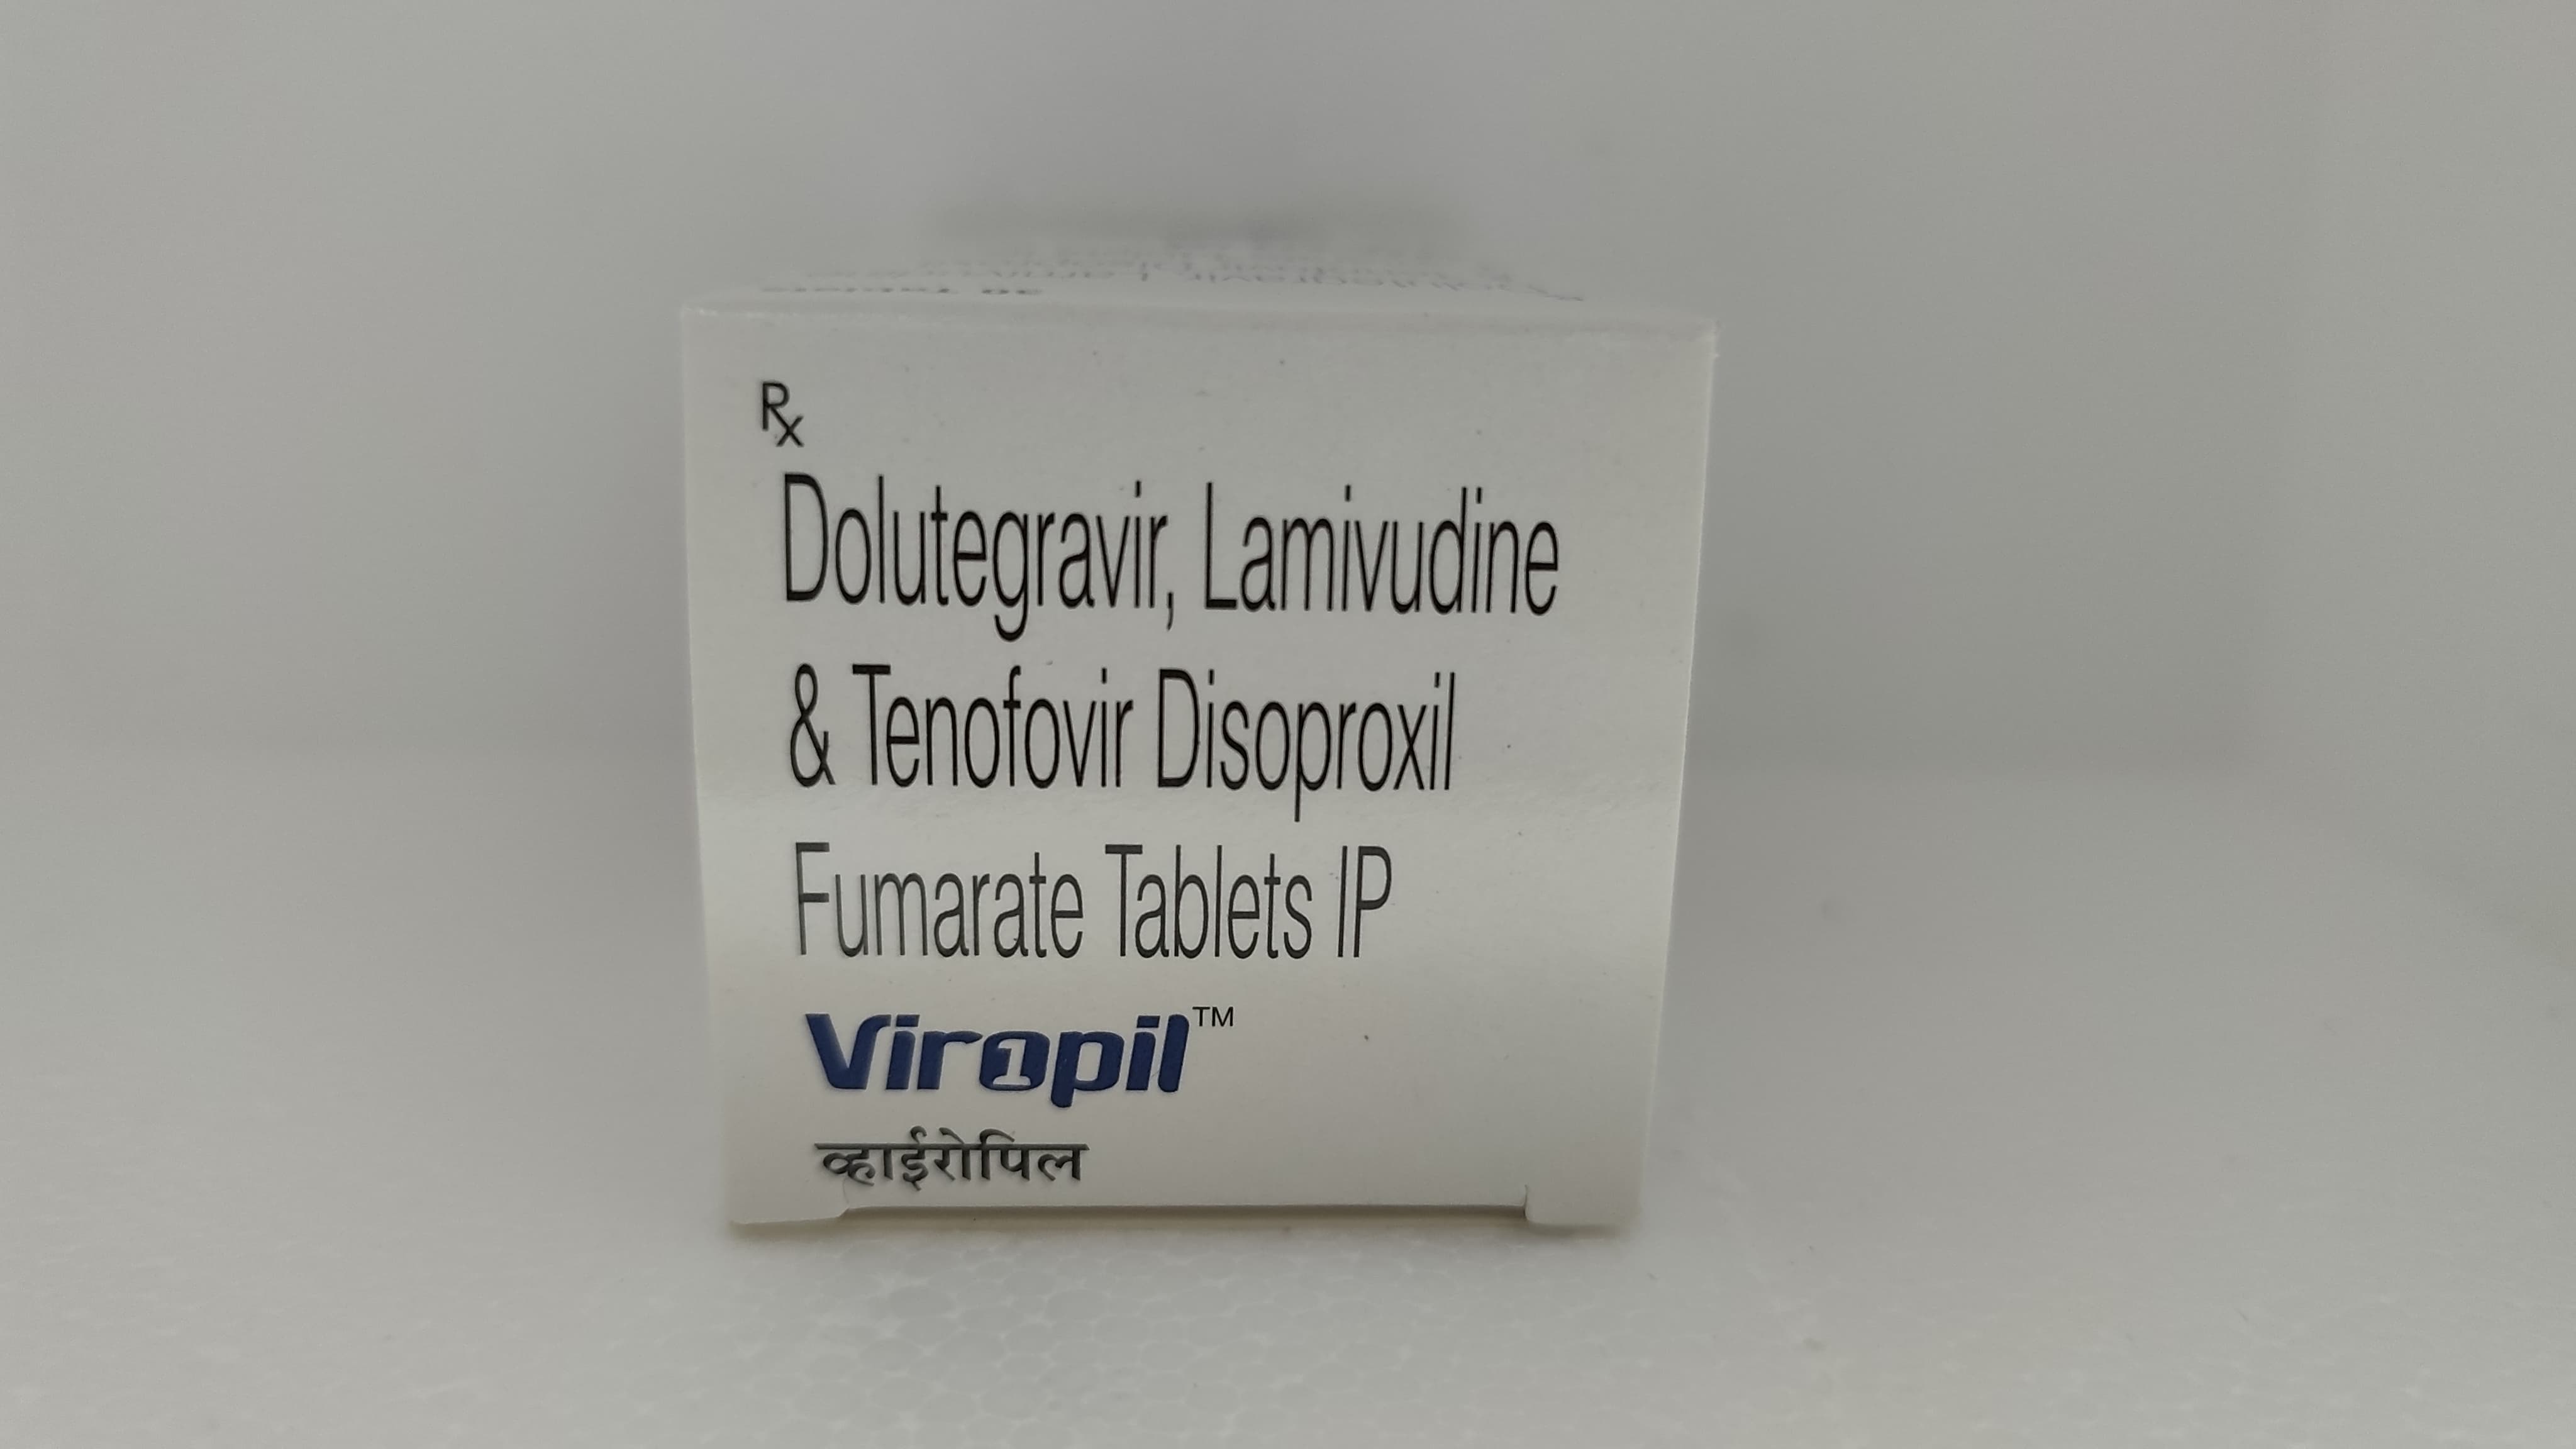 Rx
Dolutegravir, Lamivudine
& Tenofovir Disoproxil
Fumarate Tablets IP
Viropil™
व्हाईरोपिल